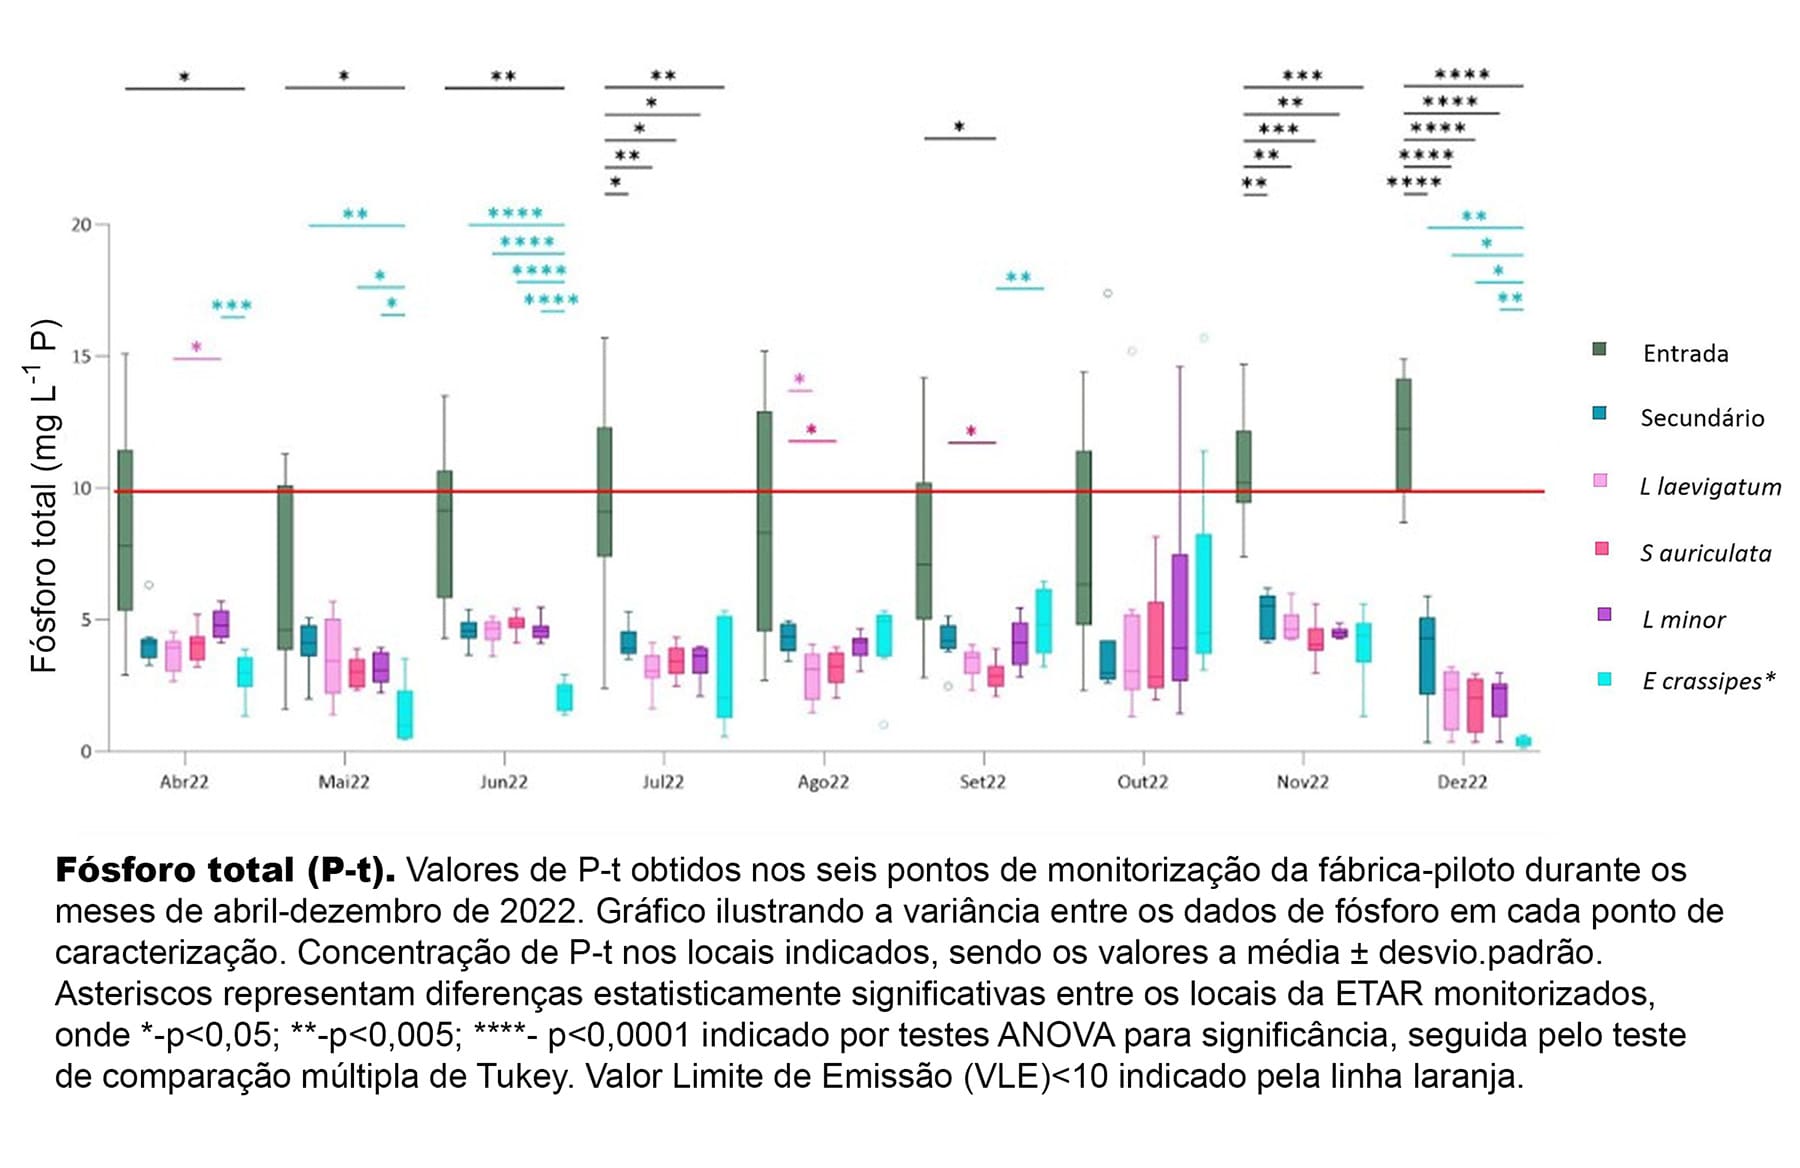 * * ** ** *** ****
* ** ****
* * *** ****
** ** ****
* ** ****
** **** **
**** *
* **** ** *
*** * **** **
*
*
* *
20
15
10
5
0
Fósforo total (mg L-1 P)
Abr22 Mai22 Jun22 Jul22 Ago22 Set22 Out22 Nov22 Dez22
Entrada
Secundário
L laevigatum
S auriculata
L minor
E crassipes*
Fósforo total (P-t). Valores de P-t obtidos nos seis pontos de monitorização da fábrica-piloto durante os
meses de abril-dezembro de 2022. Gráfico ilustrando a variância entre os dados de fósforo em cada ponto de
caracterização. Concentração de P-t nos locais indicados, sendo os valores a média ± desvio.padrão.
Asteriscos representam diferenças estatisticamente significativas entre os locais da ETAR monitorizados,
onde *-p<0,05; **-p<0,005; ****- p<0,0001 indicado por testes ANOVA para significância, seguida pelo teste
de comparação múltipla de Tukey. Valor Limite de Emissão (VLE)<10 indicado pela linha laranja.